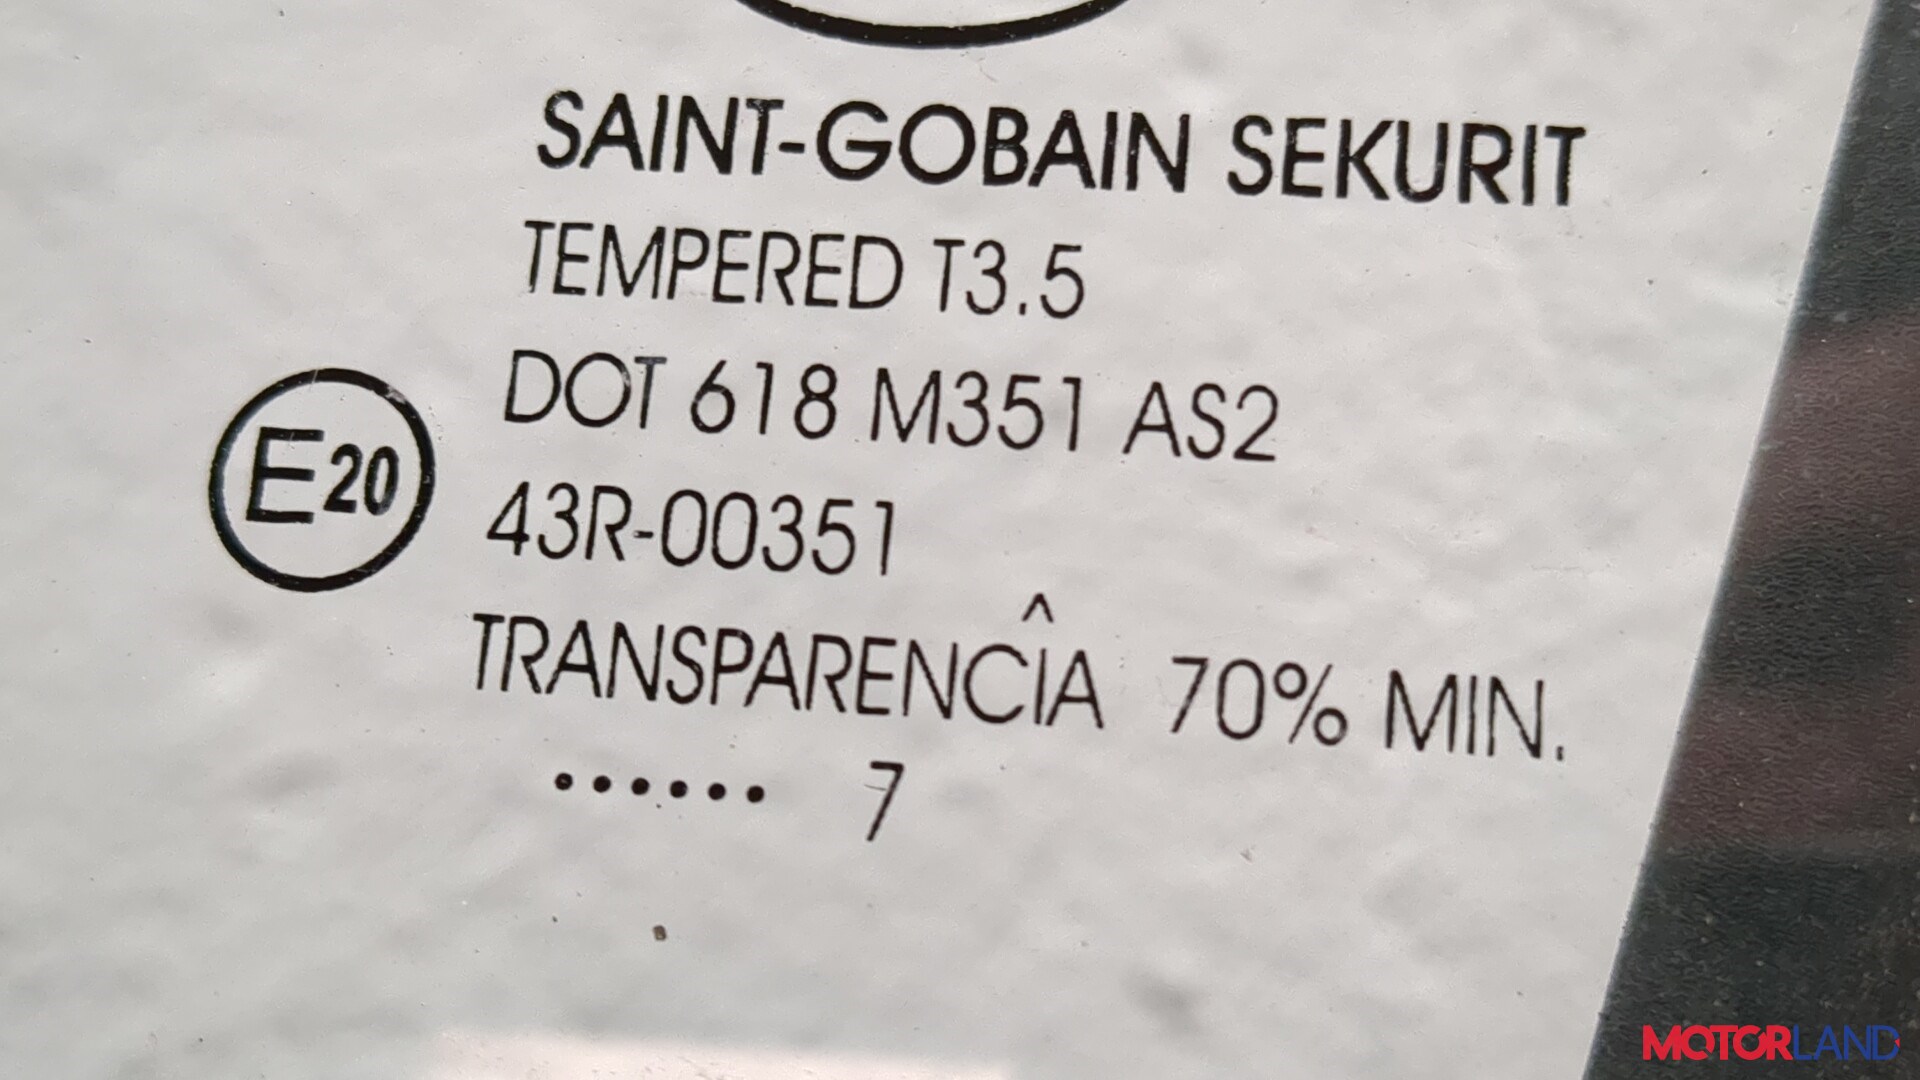 SAINT-GOBAIN SEKURIT
TEMPERED T3.5
DOT 618 M351 AS2
E20
43R-00351
TRANSPARENCÎA 70% MIN.
...... 7
MOTORLAND